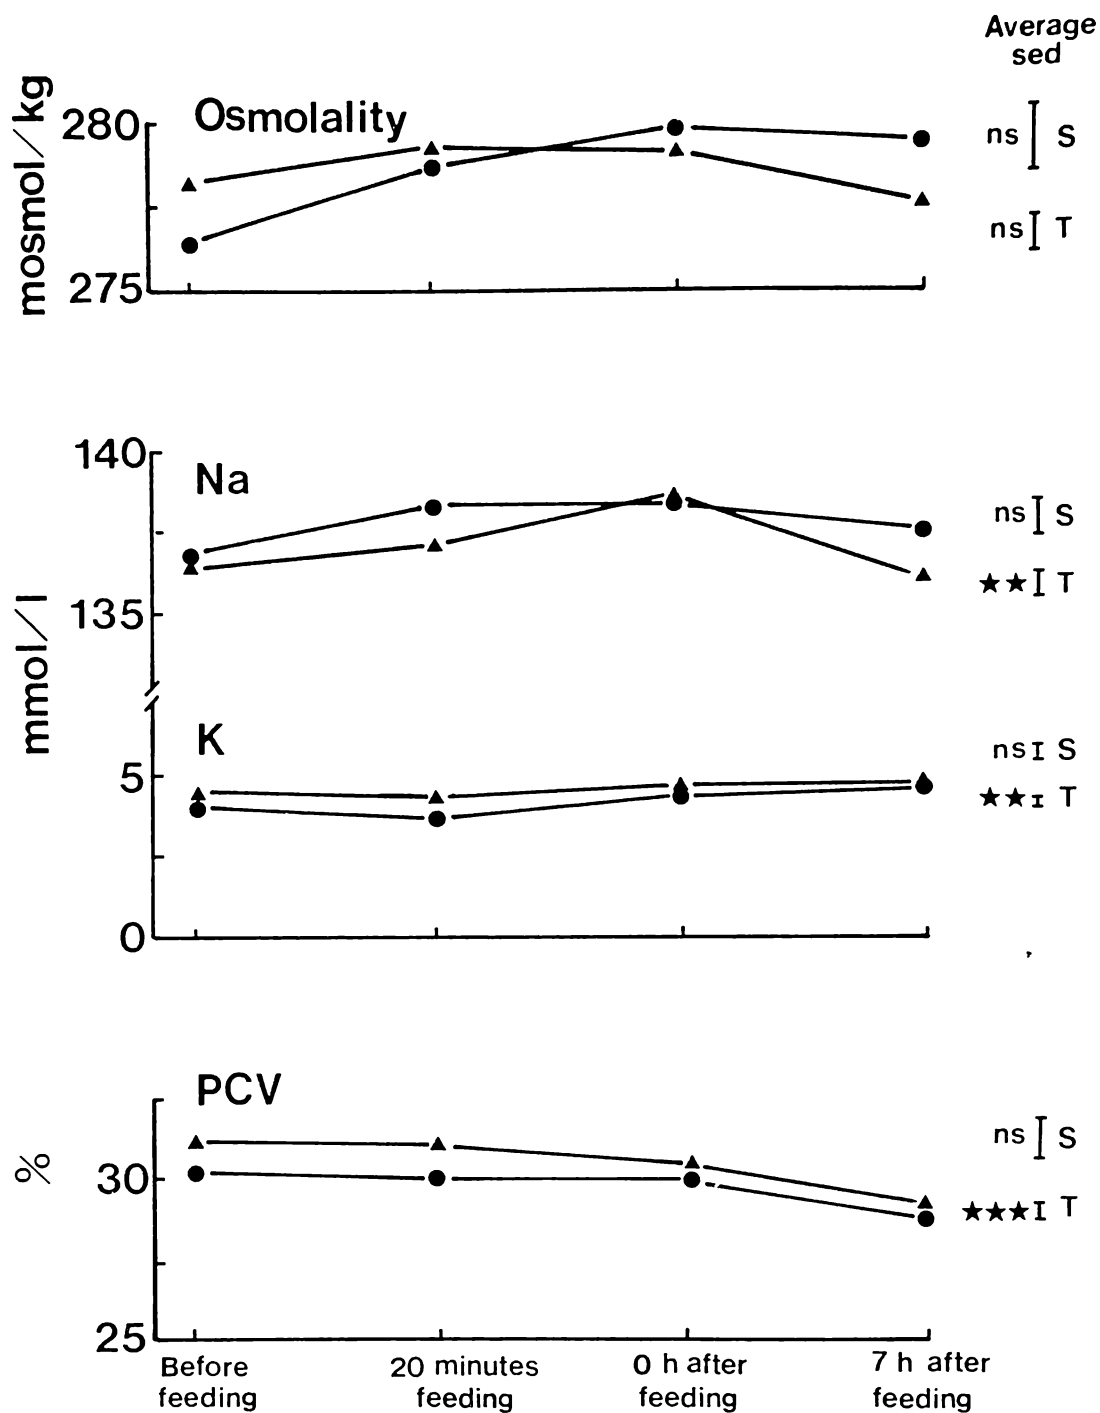 Average
sed
mosmol/kg
Osmolality
280
275
ns S
ns T
mmol/l
Na
140
135
ns S
★★ T
K
5
0
ns S
★★ T
%
PCV
30
25
ns S
★★★ T
Before
feeding
20 minutes
feeding
0 h after
feeding
7 h after
feeding